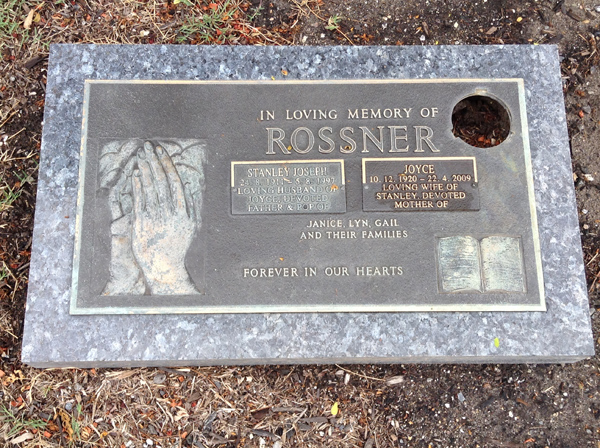 IN LOVING MEMORY OF
ROSSNER
STANLEY JOSEPH
LOVING HUSBAND OF
JOYCE, DEVOTED
FATHER & POP OF
JOYCE
10. 12. 1920 – 22. 4. 2009
LOVING WIFE OF
STANLEY, DEVOTED
MOTHER OF
JANICE, LYN, GAIL
AND THEIR FAMILIES
FOREVER IN OUR HEARTS